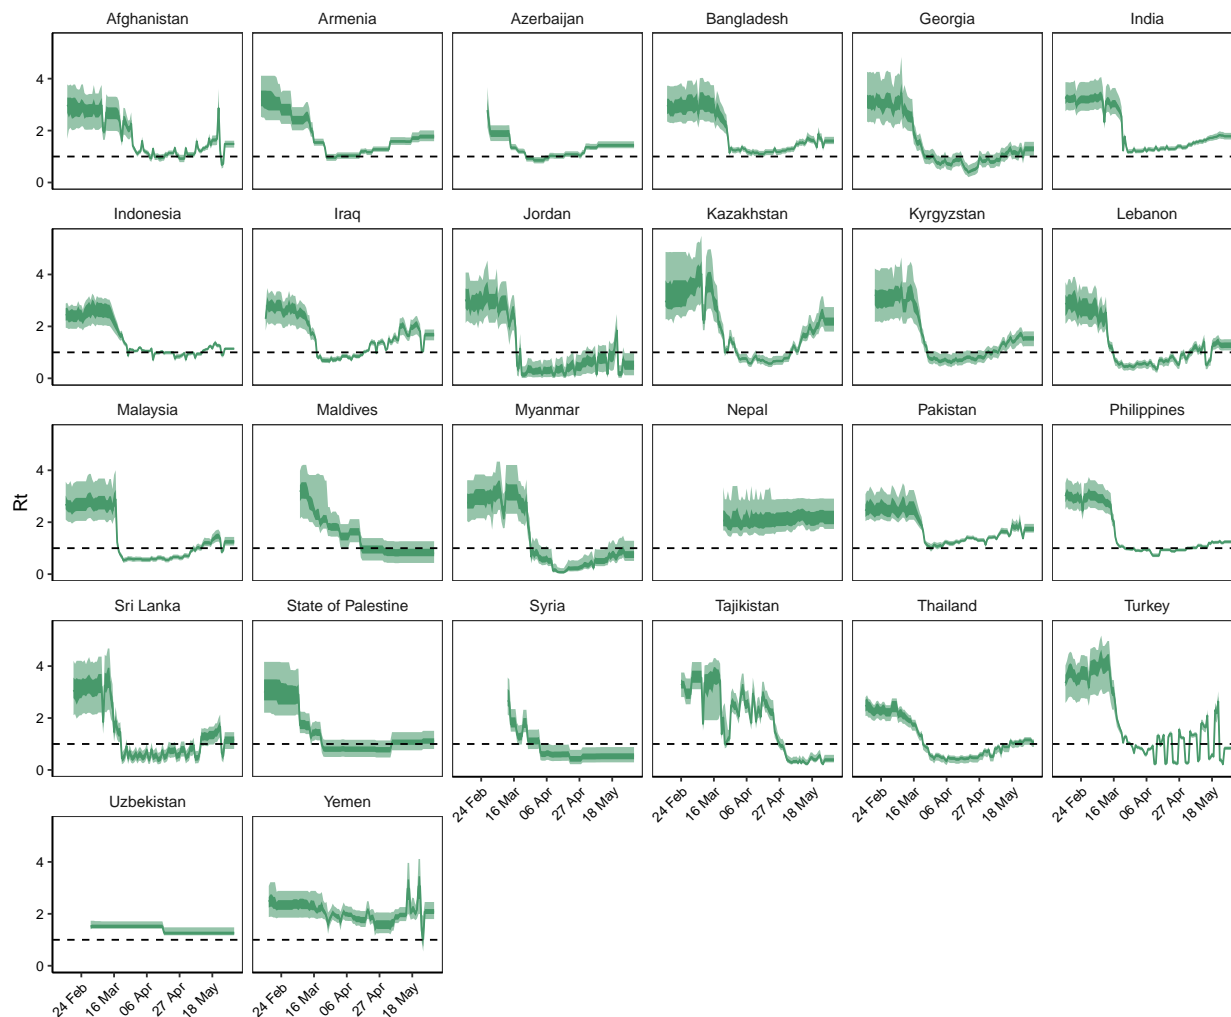 Afghanistan Armenia Azerbaijan Bangladesh Georgia India
4
2
0
Indonesia Iraq Jordan Kazakhstan Kyrgyzstan Lebanon
4
2
0
Malaysia Maldives Myanmar Nepal Pakistan Philippines
4
2
0
Rt
Sri Lanka State of Palestine Syria Tajikistan Thailand Turkey
4
2
0
24 Feb 16 Mar 06 Apr 27 Apr 18 May 24 Feb 16 Mar 06 Apr 27 Apr 18 May 24 Feb 16 Mar 06 Apr 27 Apr 18 May 24 Feb 16 Mar 06 Apr 27 Apr 18 May
Uzbekistan Yemen
4
2
0
24 Feb 16 Mar 06 Apr 27 Apr 18 May 24 Feb 16 Mar 06 Apr 27 Apr 18 May